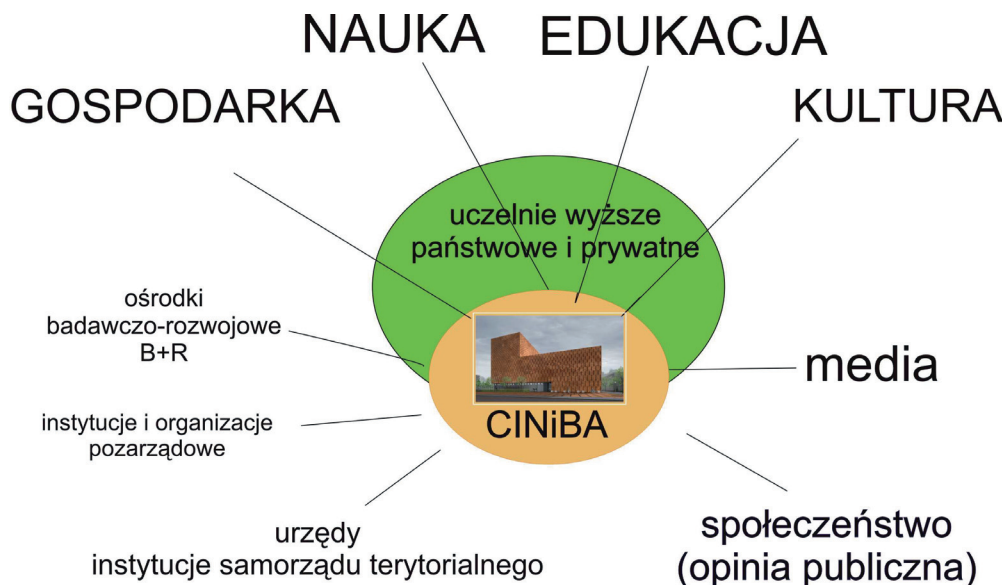 NAUKA
EDUKACJA
GOSPODARKA
KULTURA
uczelnie wyższe
państwowe i prywatne
ośrodki
badawczo-rozwojowe
B+R
media
CINiBA
instytucje i organizacje
pozarządowe
urzędy
instytucje samorządu terytorialnego
społeczeństwo
(opinia publiczna)